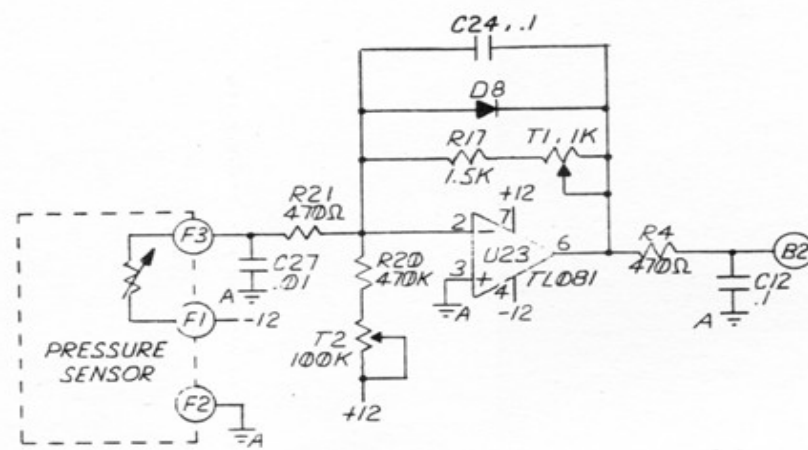 C24, .1
D8
R17
1.5K
T1, 1K
+12
R21
470Ω
F3
2
7
-
U23
6
R4
470Ω
B2
C27
.01
A
R20
470K
3
+
4
TL081
-12
A
C12
.1
A
F1
-12
T2
100K
PRESSURE
SENSOR
F2
A
+12